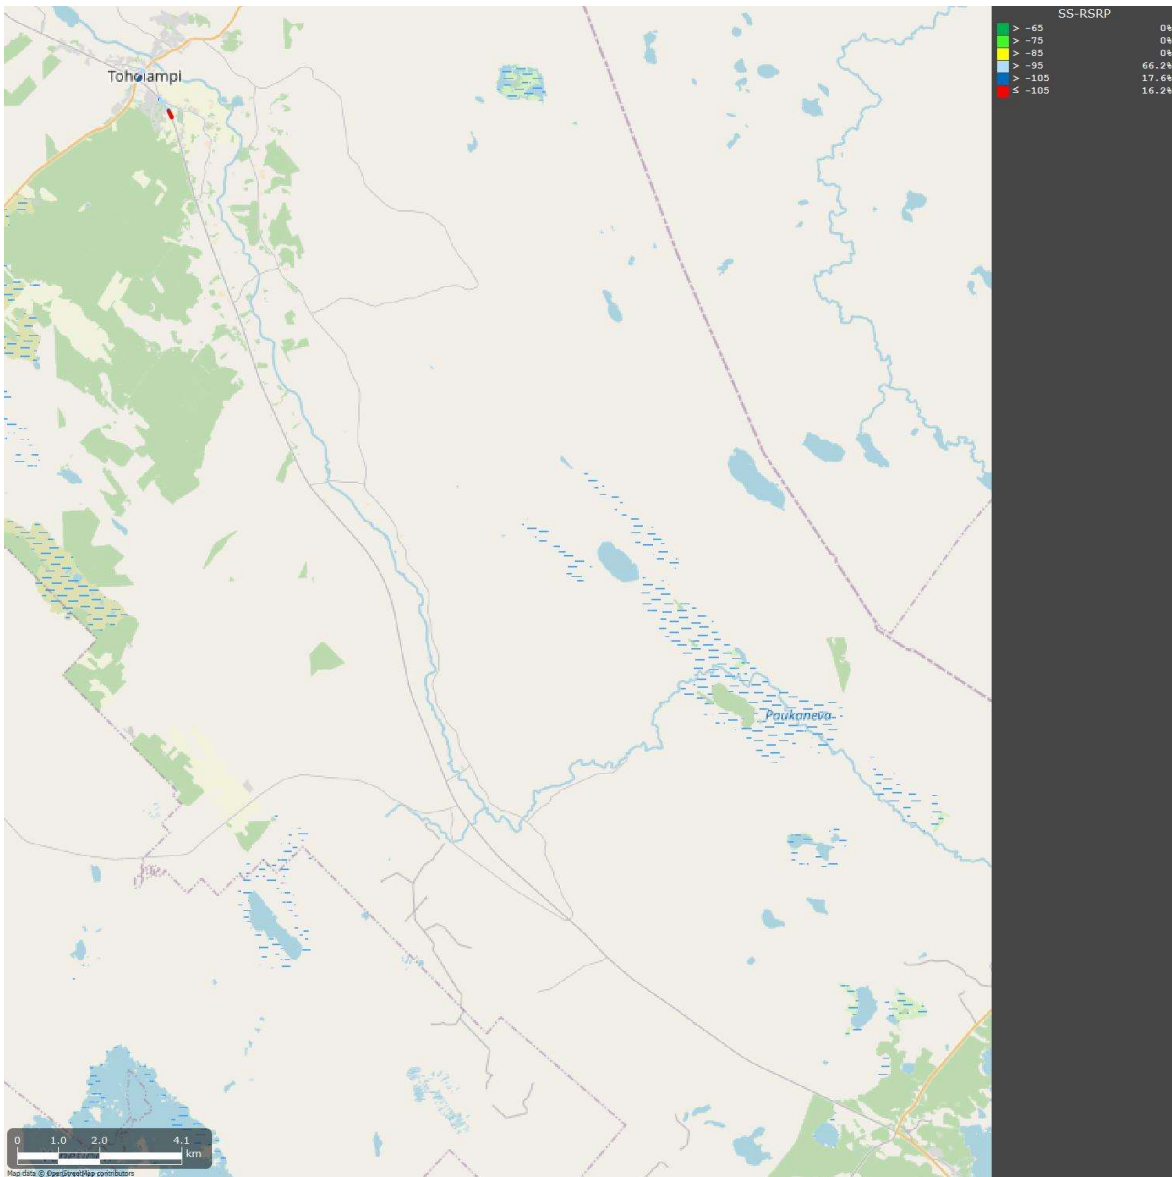 SS-RSRP
> -65 0%
> -75 0%
> -85 0%
> -95 66.2%
> -105 17.6%
≤ -105 16.2%
Toholampi
Paukaneva
0 1.0 2.0 4.1
km
Map data © OpenStreetMap contributors